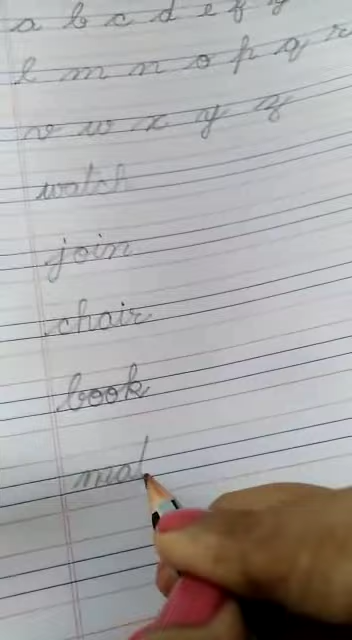 a b c d e f g
l m n o p q r
v w x y z
watch
join
chair
book